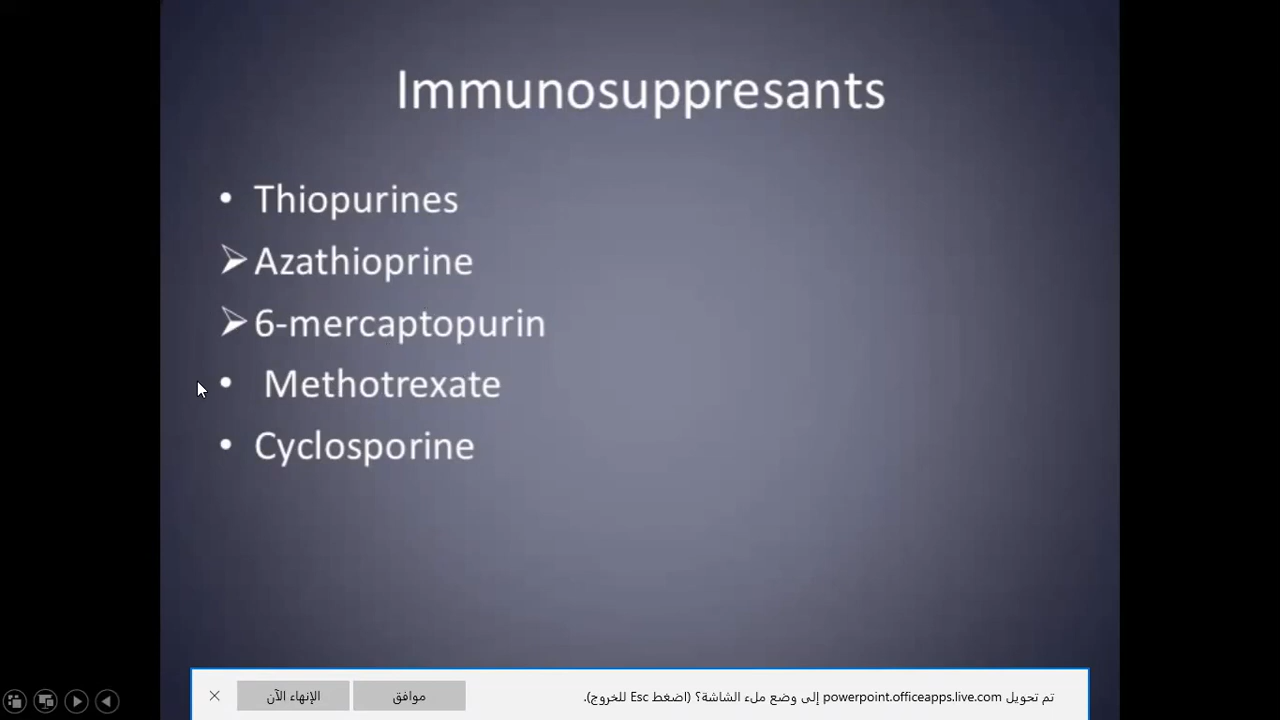 Immunosuppresants
• Thiopurines
➢ Azathioprine
➢ 6-mercaptopurin
• Methotrexate
• Cyclosporine
تم تحويل powerpoint.officeapps.live.com إلى وضع ملء الشاشة؟ (اضغط Esc للخروج).
موافق
الإنهاء الآن